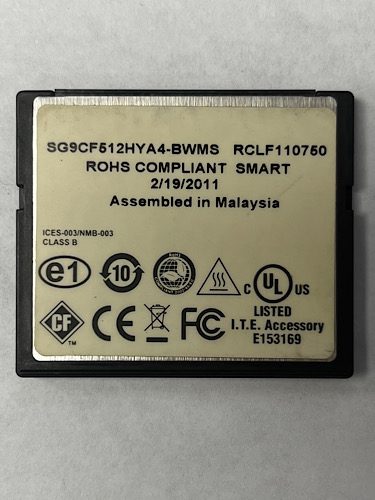 SG9CF512HYA4-BWMS RCLF110750
ROHS COMPLIANT SMART
2/19/2011
Assembled in Malaysia
ICES-003/NMB-003
CLASS B
e1
10
C UL US
LISTED
I.T.E. Accessory
E153169
CF TM
CE
FC